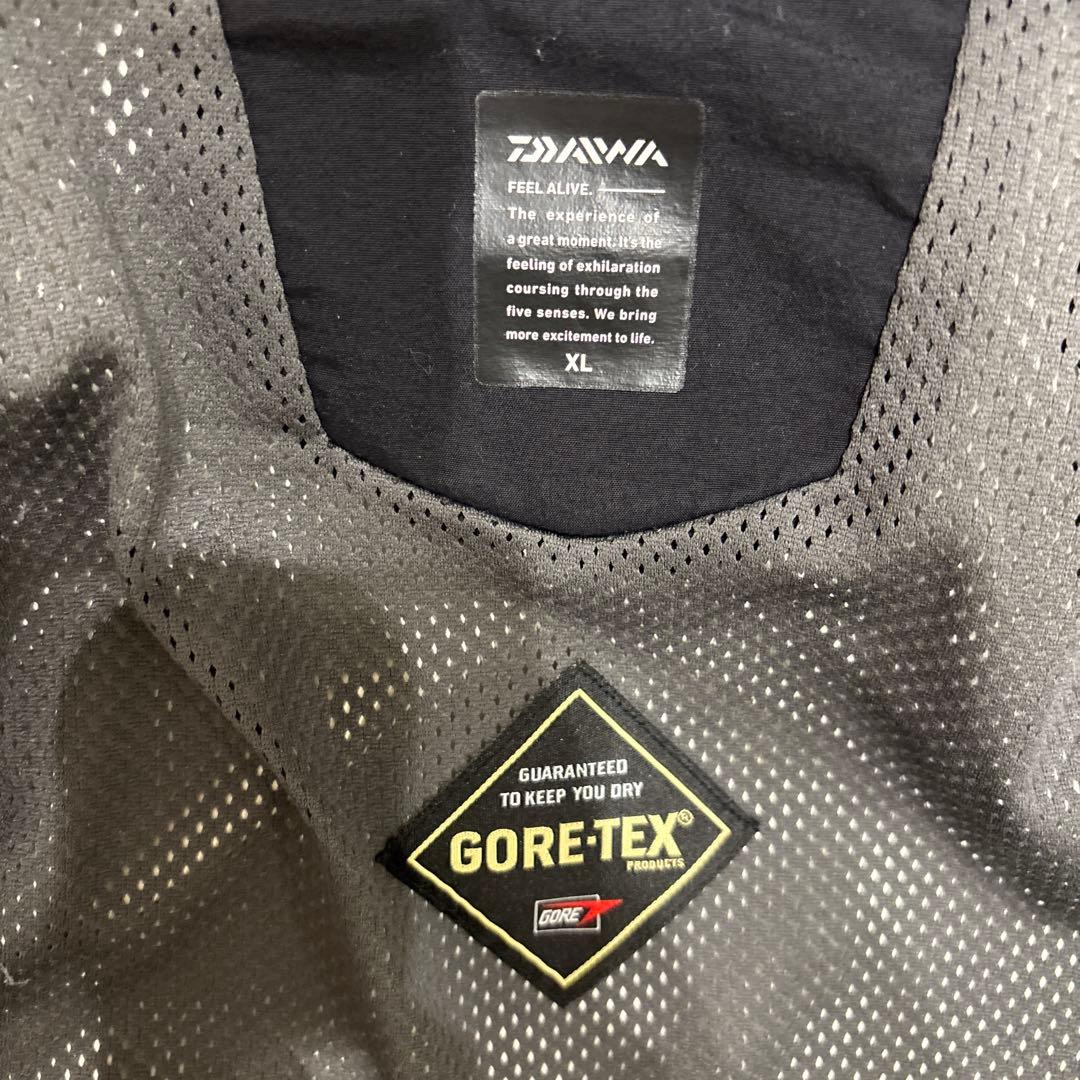 DAIWA
FEEL ALIVE.
The experience of
a great moment. It's the
feeling of exhilaration
coursing through the
five senses. We bring
more excitement to life.
XL
GUARANTEED
TO KEEP YOU DRY
GORE-TEX®
PRODUCTS
GORE